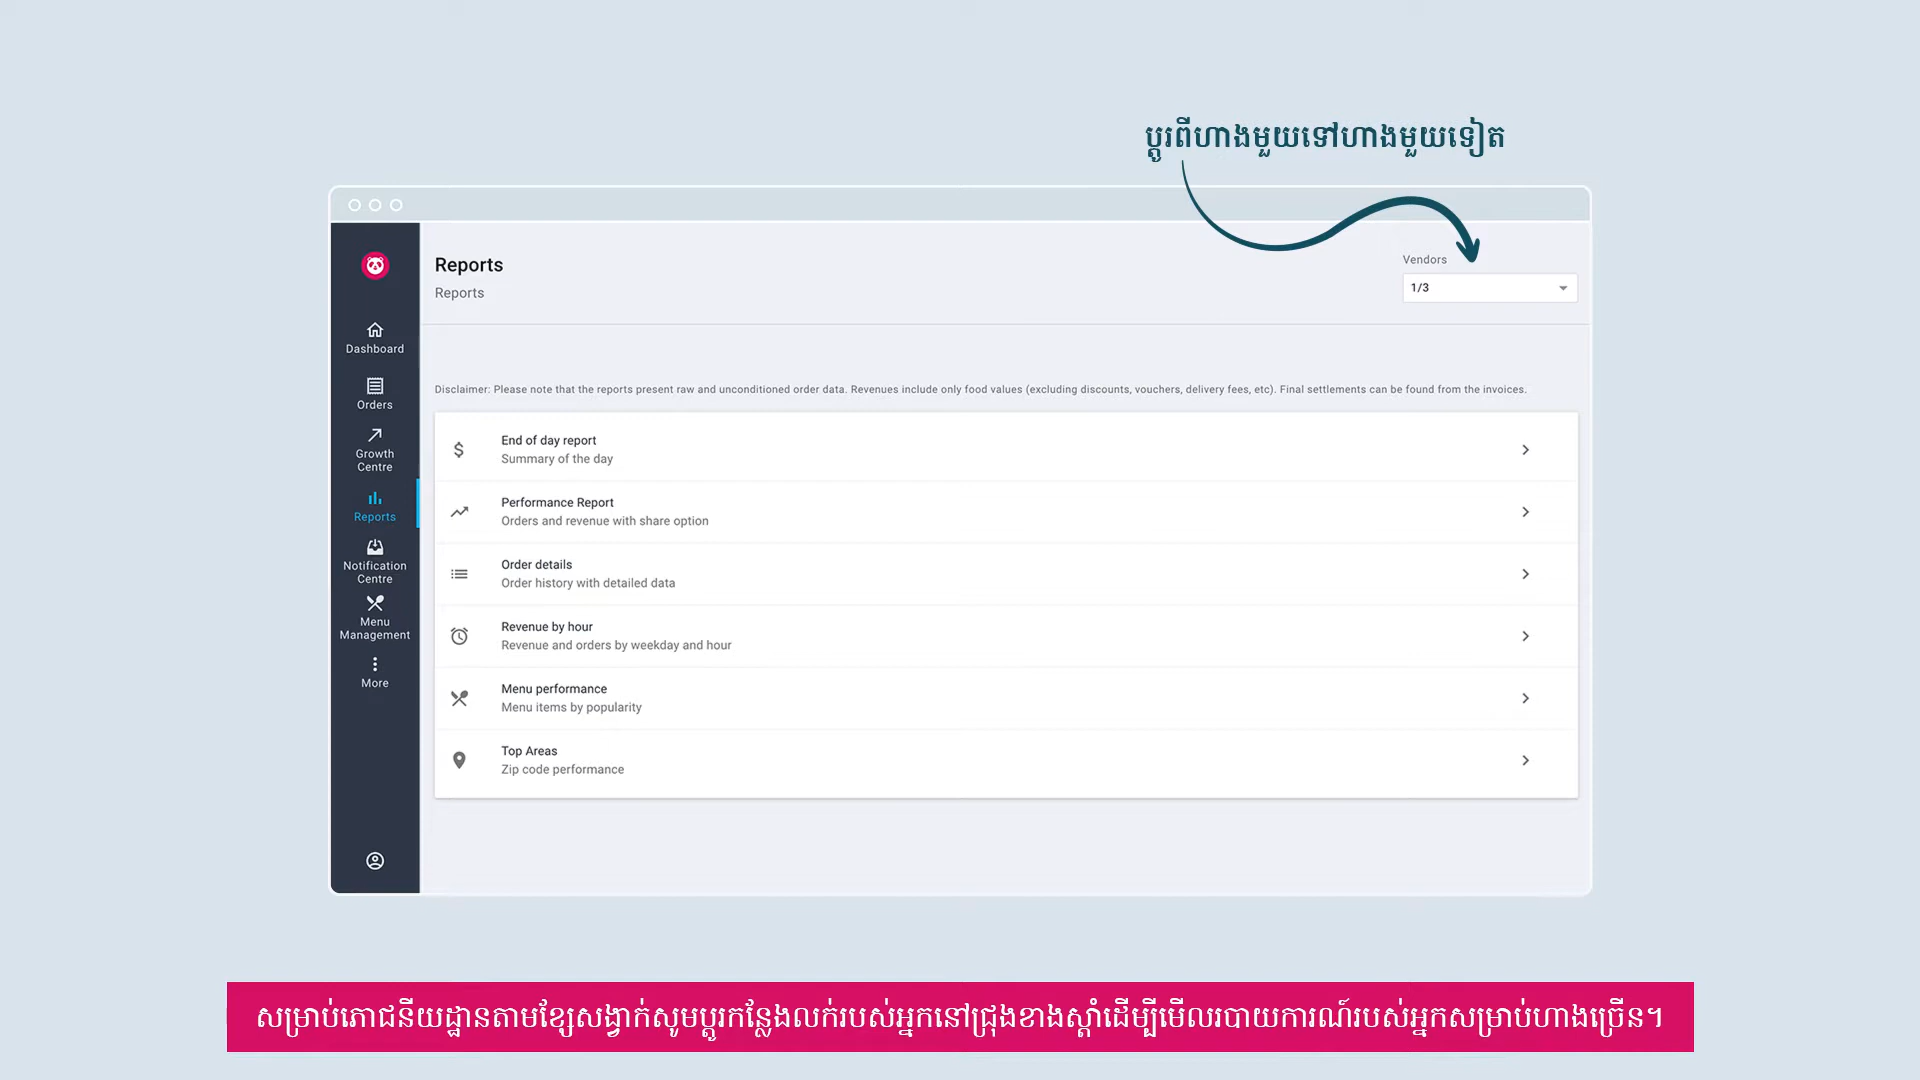 ប្តូរពីហាងមួយទៅហាងមួយទៀត
Reports
Reports
Vendors
1/3
Dashboard
Orders
Growth
Centre
Reports
Notification
Centre
Menu
Management
More
Disclaimer: Please note that the reports present raw and unconditioned order data. Revenues include only food values (excluding discounts, vouchers, delivery fees, etc). Final settlements can be found from the invoices.
End of day report
Summary of the day
Performance Report
Orders and revenue with share option
Order details
Order history with detailed data
Revenue by hour
Revenue and orders by weekday and hour
Menu performance
Menu items by popularity
Top Areas
Zip code performance
សម្រាប់ភោជនីយដ្ឋានតាមខ្សែសង្វាក់សូមប្តូរកន្លែងលក់របស់អ្នកនៅជ្រុងខាងស្តាំដើម្បីមើលរបាយការណ៍របស់អ្នកសម្រាប់ហាងច្រើន។